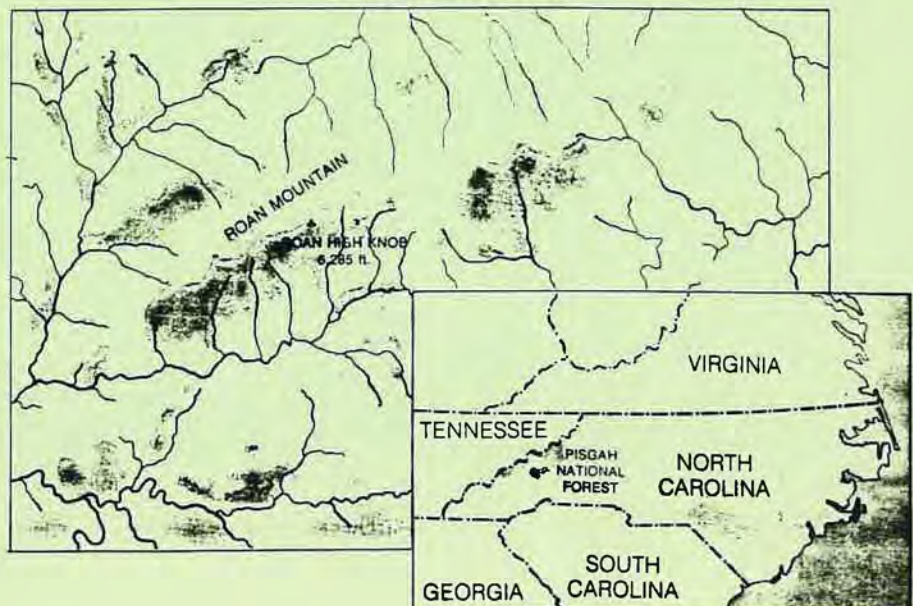 ROAN MOUNTAIN
ROAN HIGH KNOB
6,285 ft.
VIRGINIA
TENNESSEE
PISGAH
NATIONAL
FOREST
NORTH
CAROLINA
SOUTH
CAROLINA
GEORGIA